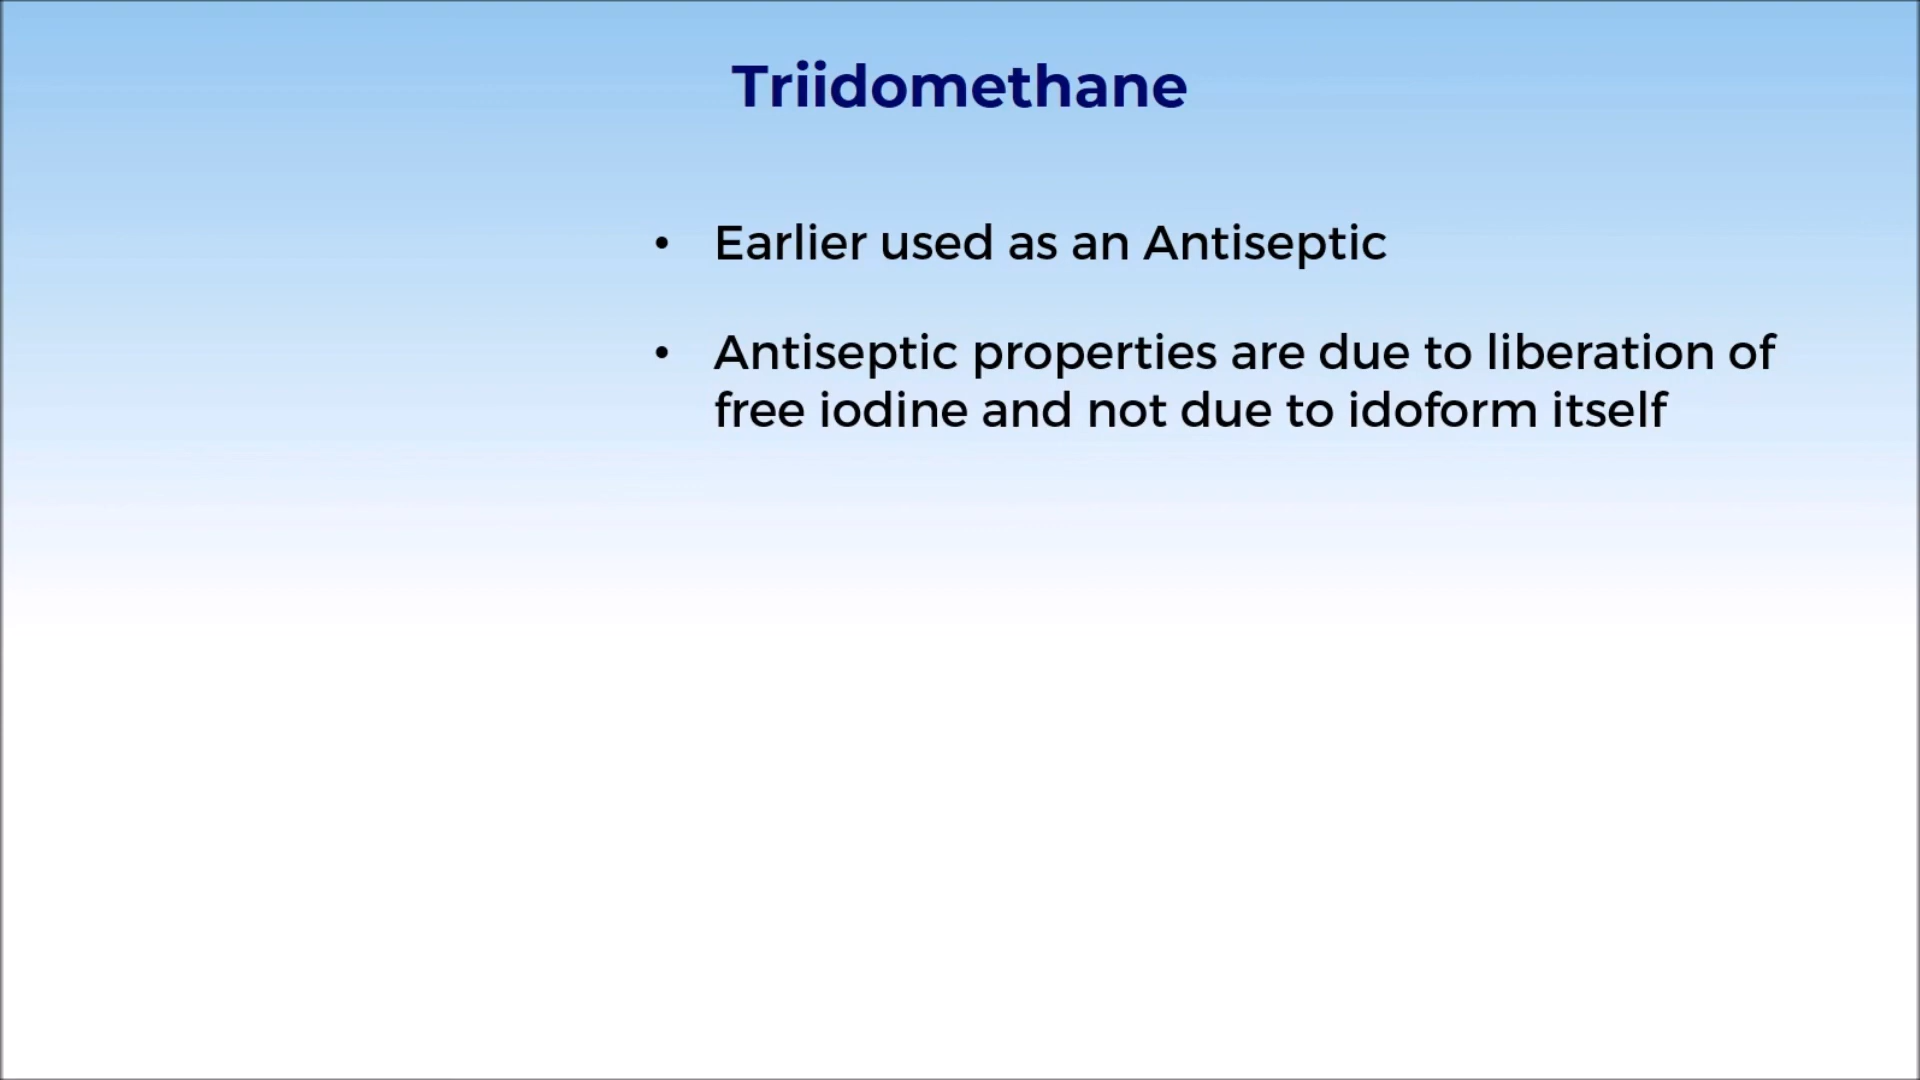 Triidomethane
• Earlier used as an Antiseptic
• Antiseptic properties are due to liberation of
free iodine and not due to idoform itself